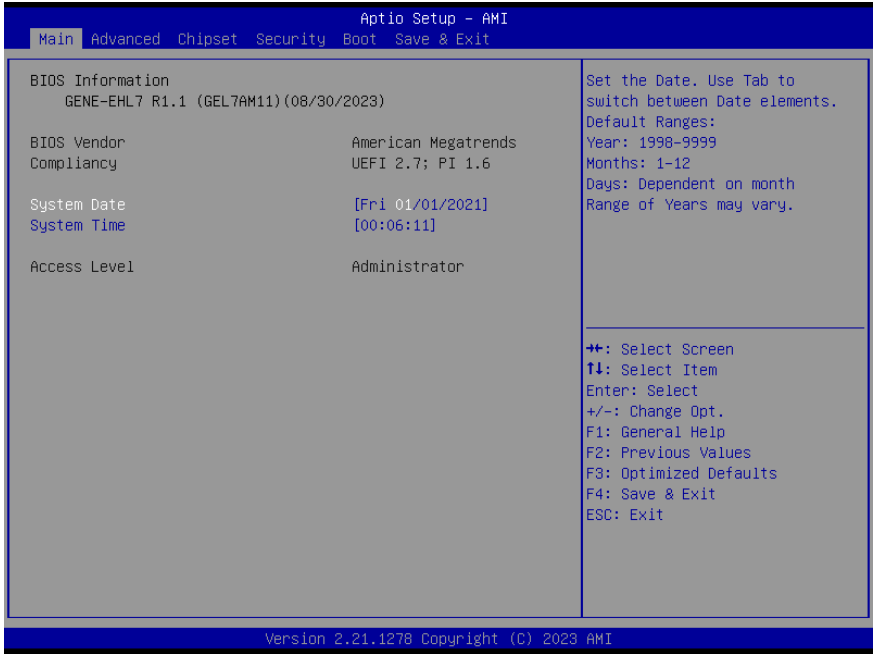 Aptio Setup – AMI
Main Advanced Chipset Security Boot Save & Exit
BIOS Information
GENE-EHL7 R1.1 (GEL7AM11)(08/30/2023)
BIOS Vendor American Megatrends
Compliancy UEFI 2.7; PI 1.6
System Date [Fri 01/01/2021]
System Time [00:06:11]
Access Level Administrator
Set the Date. Use Tab to
switch between Date elements.
Default Ranges:
Year: 1998-9999
Months: 1-12
Days: Dependent on month
Range of Years may vary.
→←: Select Screen
↑↓: Select Item
Enter: Select
+/-: Change Opt.
F1: General Help
F2: Previous Values
F3: Optimized Defaults
F4: Save & Exit
ESC: Exit
Version 2.21.1278 Copyright (C) 2023 AMI